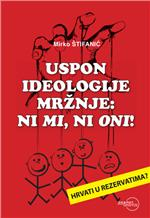 Mirko ŠTIFANIĆ
USPON
IDEOLOGIJE
MRŽNJE:
NI MI, NI ONI!
HRVATI U REZERVATIMA?